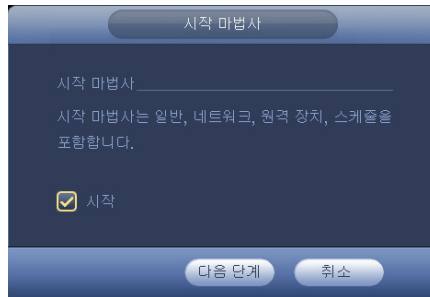 시작 마법사
시작 마법사
시작 마법사는 일반, 네트워크, 원격 장치, 스케줄을
포함합니다.
시작
다음 단계 취소